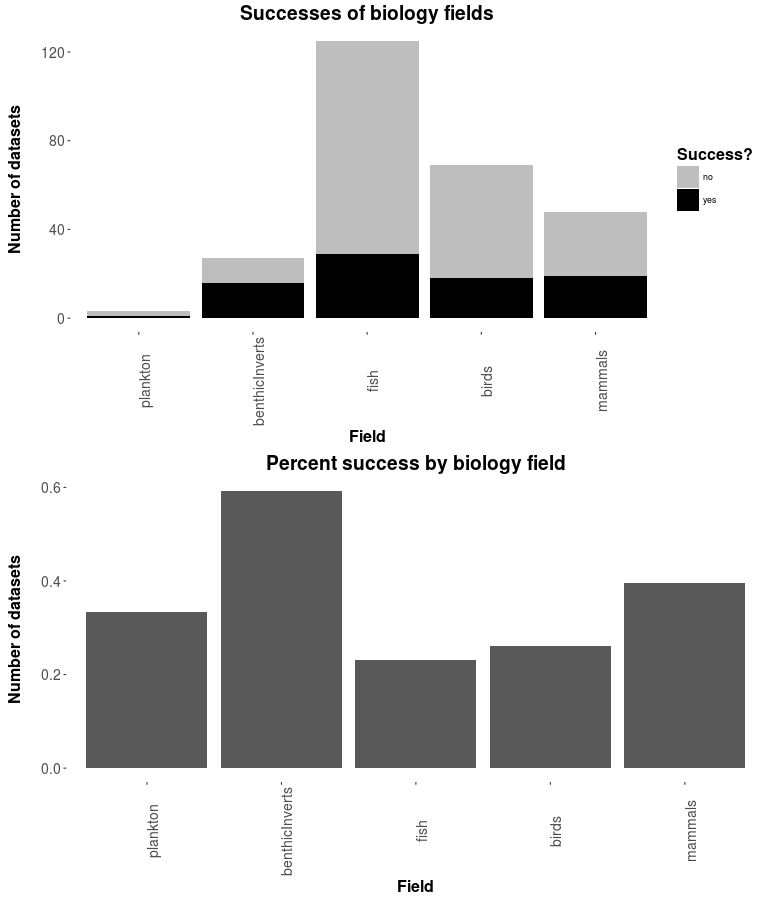 Successes of biology fields
Number of datasets
120
80
40
0
plankton
benthicInverts
fish
birds
mammals
Field
Success?
no
yes
Percent success by biology field
Number of datasets
0.6
0.4
0.2
0.0
plankton
benthicInverts
fish
birds
mammals
Field